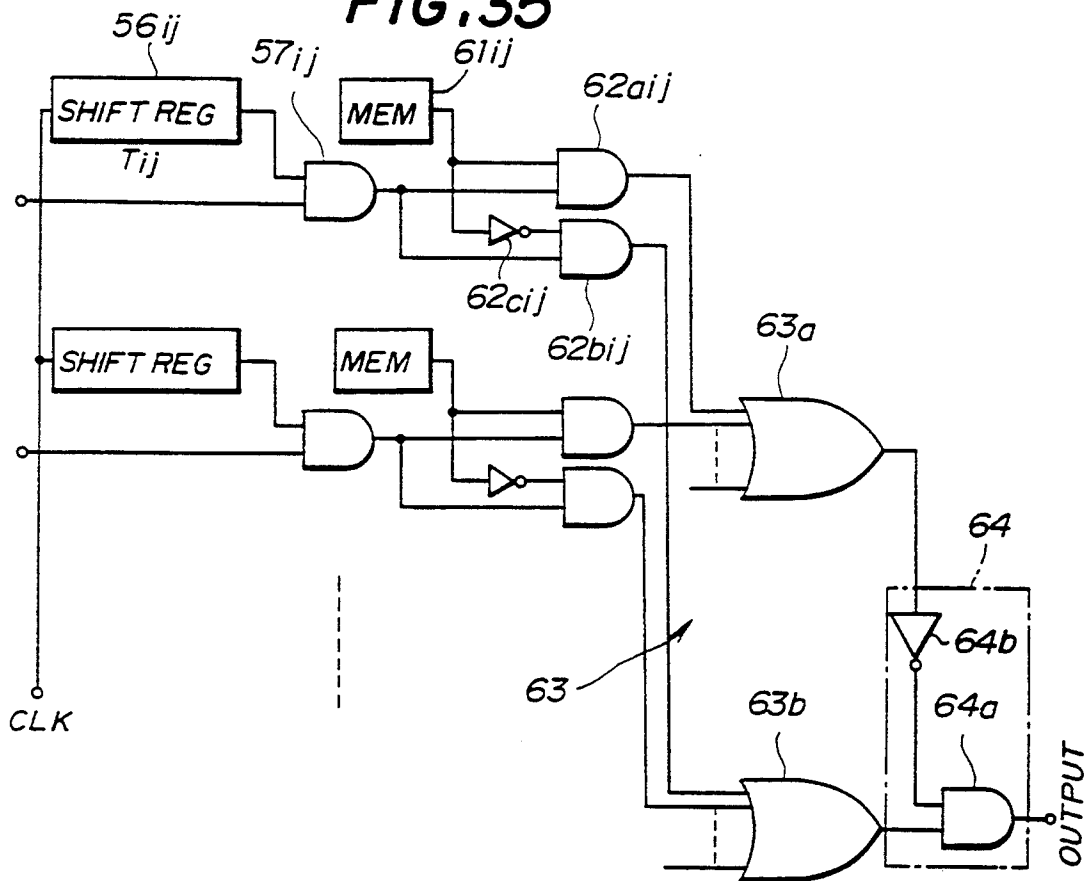 FIG.35
56ij
57ij
61ij
62aij
SHIFT REG
MEM
Tij
62cij
62bij
63a
SHIFT REG
MEM
64
64b
63
63b
64a
CLK
OUTPUT